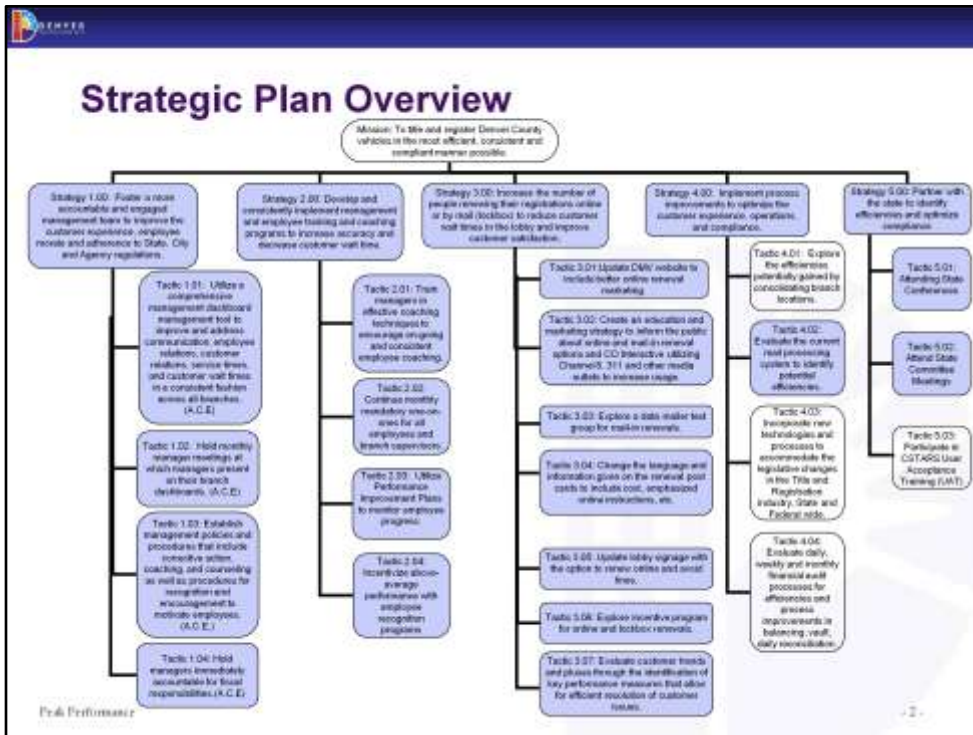 DENVER
Strategic Plan Overview
Mission: To title and register Denver County
vehicles in the most efficient, consistent and
compliant manner possible.
Strategy 1.00: Foster a more
accountable and engaged
management team to improve the
customer experience, employee
morale and adherence to State, City
and Agency regulations.
Tactic 1.01: Utilize a
comprehensive
management dashboard
management tool to
improve and address
communication, employee
relations, customer
relations, service times,
and customer wait times
in a consistent fashion
across all branches.
(A.C.E)
Tactic 1.02: Hold monthly
manager meetings at
which managers present
on their branch
dashboards. (A.C.E)
Tactic 1.03: Establish
management policies and
procedures that include
corrective action,
coaching, and counseling
as well as procedures for
recognition and
encouragement to
motivate employees.
(A.C.E.)
Tactic 1.04: Hold
managers immediately
accountable for fiscal
responsibilities.(A.C.E)
Strategy 2.00: Develop and
consistently implement management
and employee training and coaching
programs to increase accuracy and
decrease customer wait time.
Tactic 2.01: Train
managers in
effective coaching
techniques to
encourage on-going
and consistent
employee coaching.
Tactic 2.02:
Continue monthly
mandatory one-on-
ones for all
employees and
branch supervisors.
Tactic 2.03: Utilize
Performance
Improvement Plans
to monitor employee
progress.
Tactic 2.04:
Incentivize above-
average
performance with
employee
recognition
programs
Strategy 3.00: Increase the number of
people renewing their registrations online
or by mail (lockbox) to reduce customer
wait times in the lobby and improve
customer satisfaction.
Tactic 3.01 Update DMV website to
include better online renewal
marketing.
Tactic 3.02: Create an education and
marketing strategy to inform the public
about online and mail-in renewal
options and CO Interactive utilizing
Channel 8, 311 and other media
outlets to increase usage.
Tactic 3.03: Explore a data mailer test
group for mail-in renewals.
Tactic 3.04: Change the language and
information given on the renewal post
cards to include cost, emphasized
online instructions, etc.
Tactic 3.05: Update lobby signage with
the option to renew online and avoid
lines.
Tactic 3.06: Explore incentive program
for online and lockbox renewals.
Tactic 3.07: Evaluate customer trends
and pluses through the identification of
key performance measures that allow
for efficient resolution of customer
issues.
Strategy 4.00: Implement process
improvements to optimize the
customer experience, operations,
and compliance.
Tactic 4.01: Explore
the efficiencies
potentially gained by
consolidating branch
locations.
Tactic 4.02:
Evaluate the current
mail processing
system to identify
potential
efficiencies.
Tactic 4.03:
Incorporate new
technologies and
processes to
accommodate the
legislative changes
in the Title and
Registration
industry, State and
Federal wide.
Tactic 4.04:
Evaluate daily,
weekly and monthly
financial audit
processes for
efficiencies and
process
improvements in
balancing, vault,
daily reconciliation.
Strategy 5.00: Partner with
the state to identify
efficiencies and optimize
compliance
Tactic 5.01:
Attending State
Conferences
Tactic 5.02:
Attend State
Committee
Meetings
Tactic 5.03:
Participate in
CSTARS User
Acceptance
Training (UAT)
Peak Performance
- 2 -